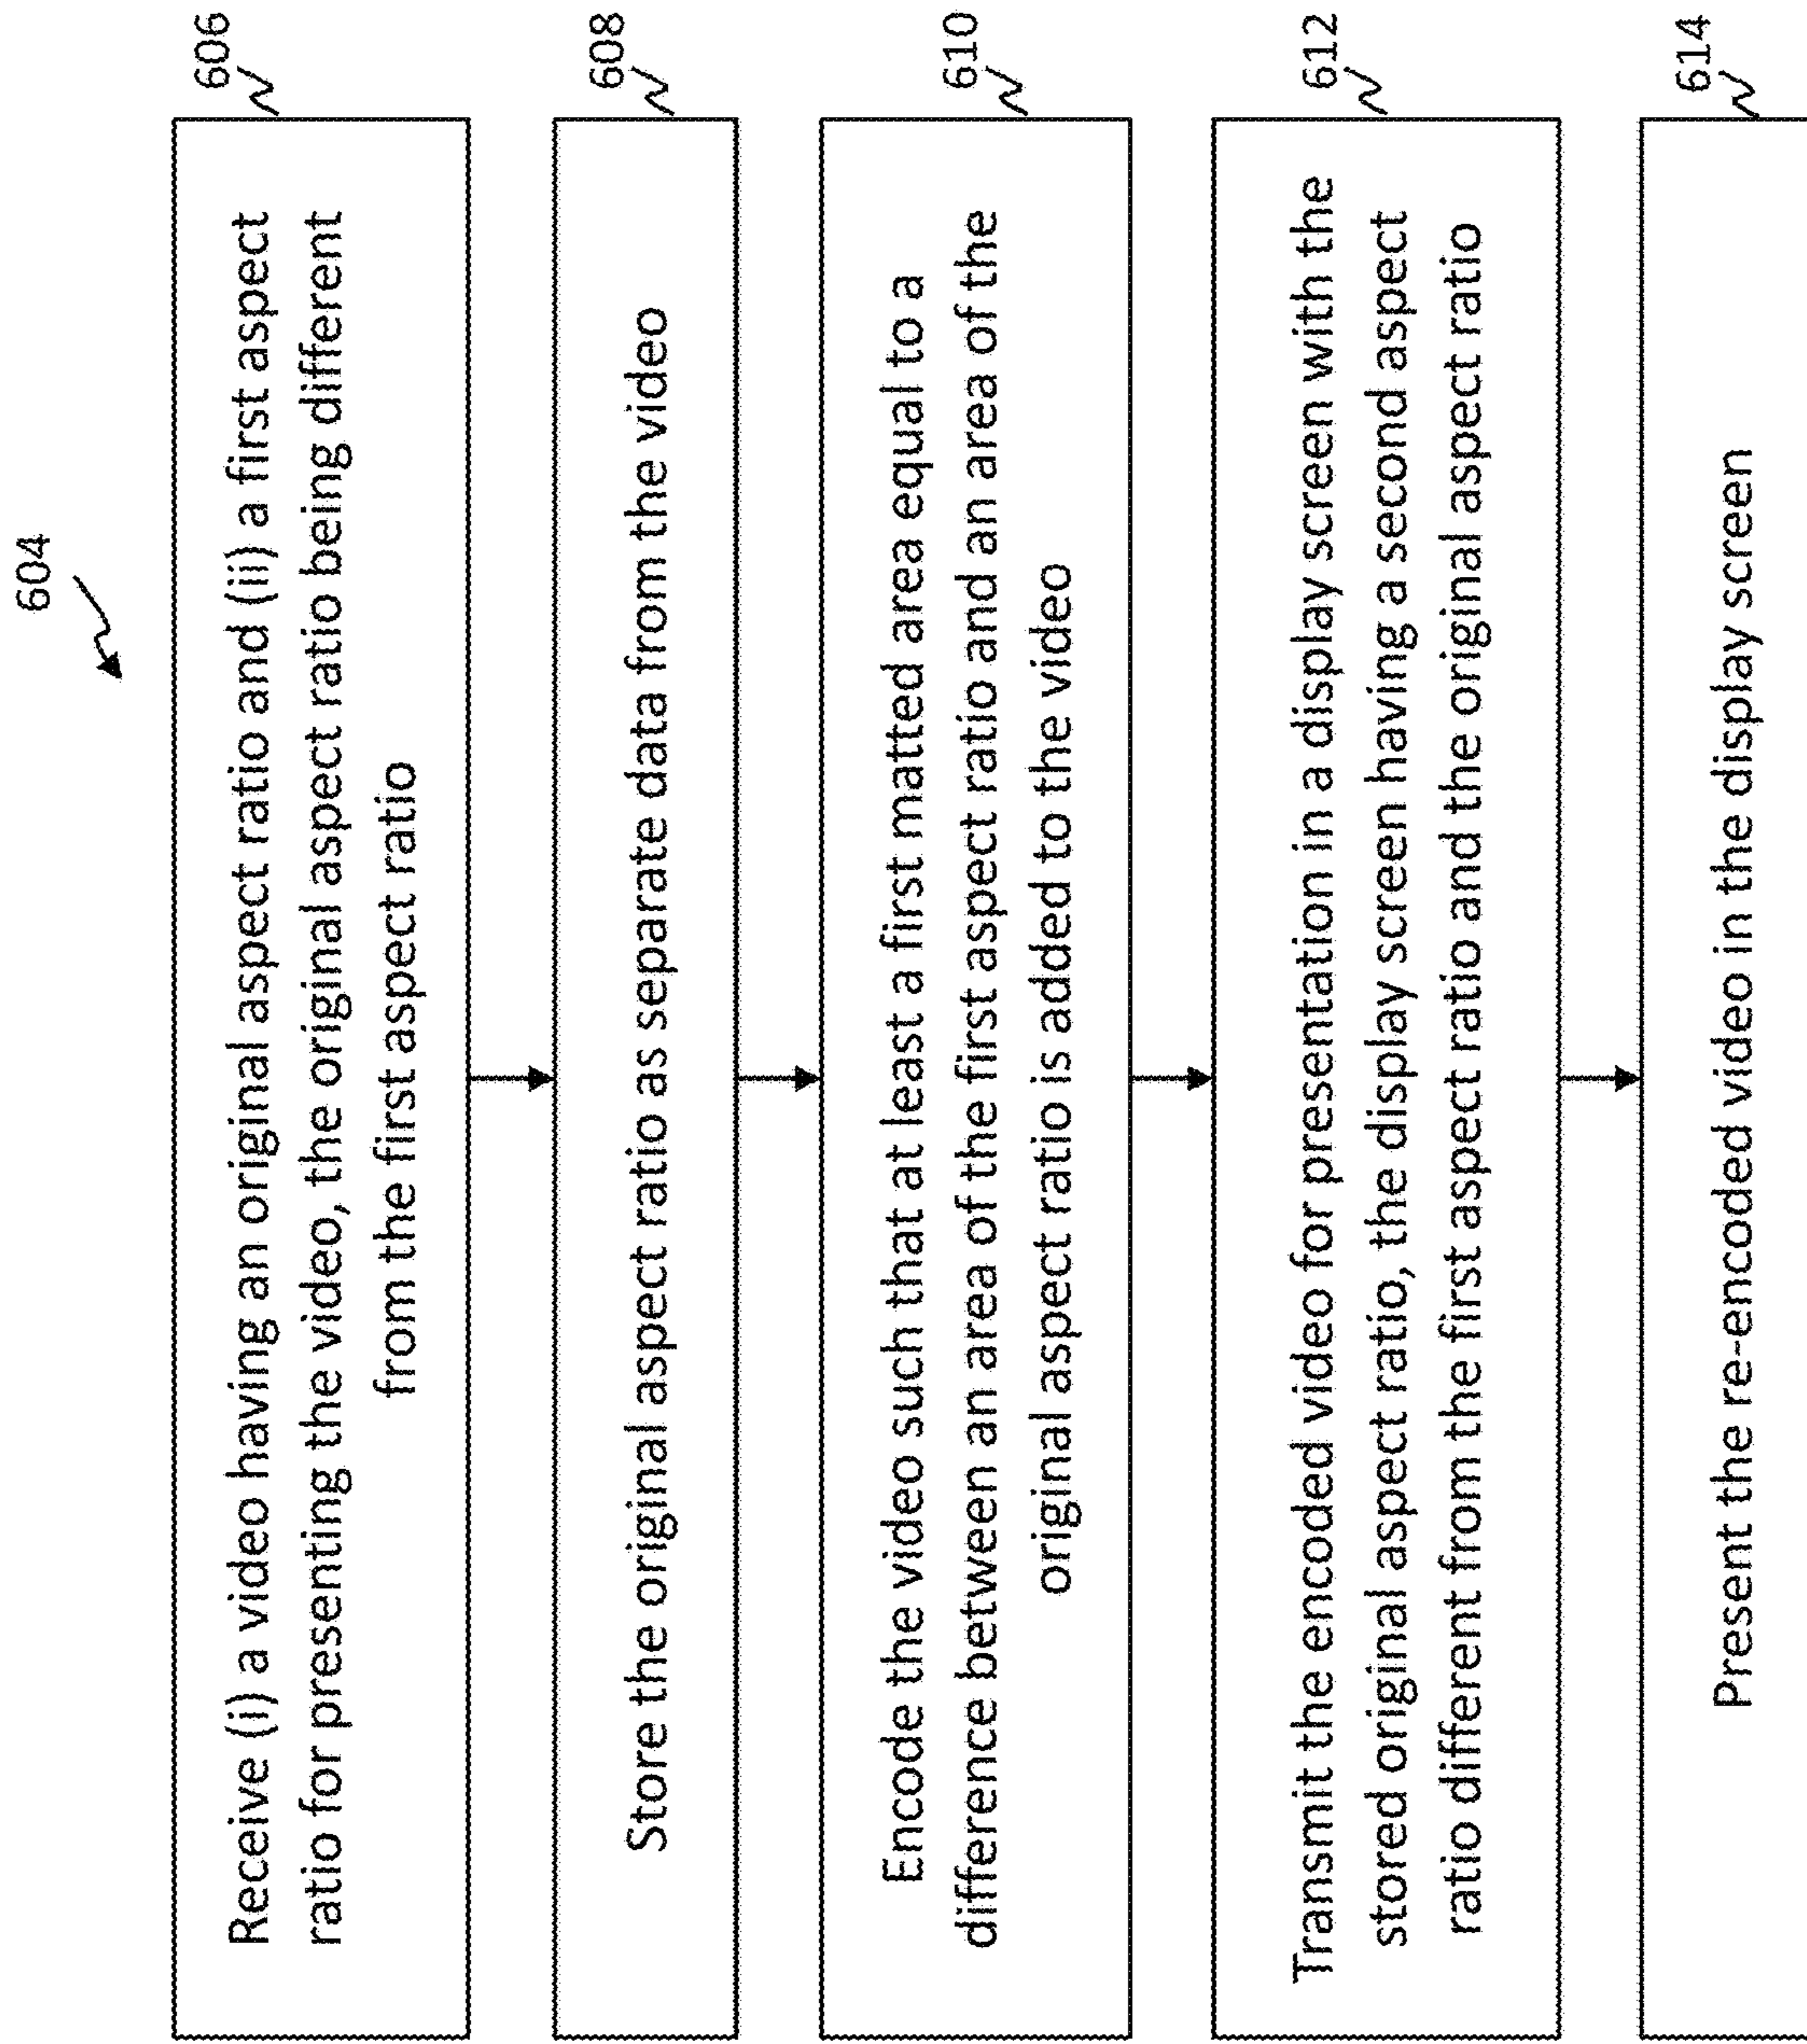 604
606
Receive (i) a video having an original aspect ratio and (ii) a first aspect
ratio for presenting the video, the original aspect ratio being different
from the first aspect ratio
608
Store the original aspect ratio as separate data from the video
610
Encode the video such that at least a first matted area equal to a
difference between an area of the first aspect ratio and an area of the
original aspect ratio is added to the video
612
Transmit the encoded video for presentation in a display screen with the
stored original aspect ratio, the display screen having a second aspect
ratio different from the first aspect ratio and the original aspect ratio
614
Present the re-encoded video in the display screen